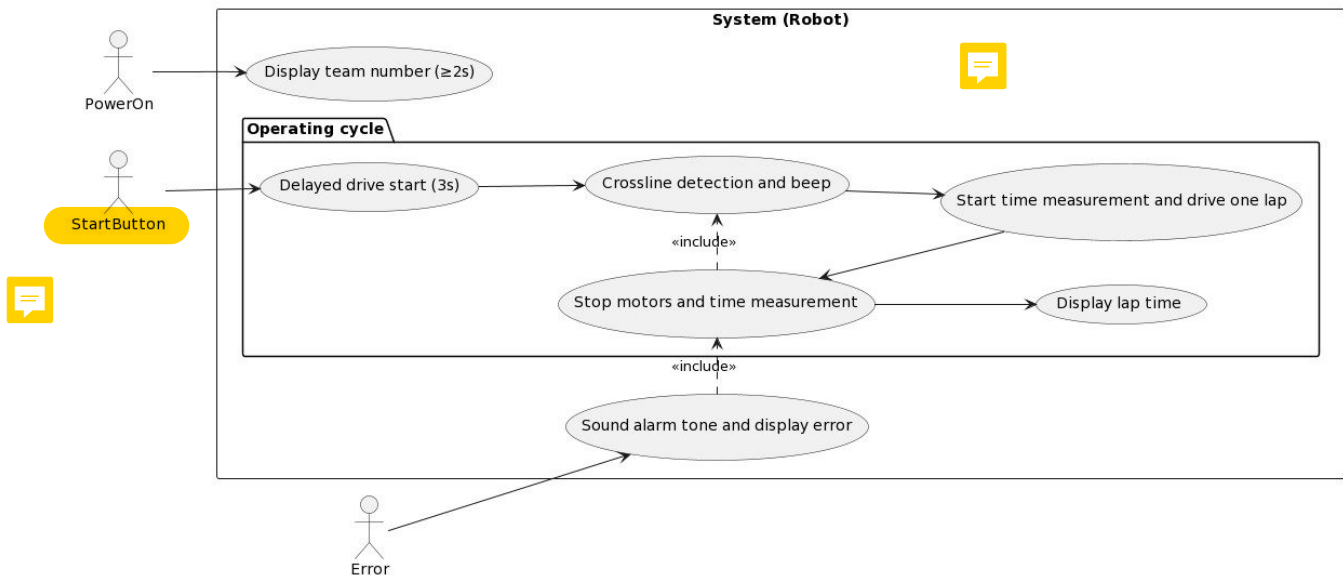 System (Robot)
PowerOn
Display team number (≥2s)
Operating cycle
StartButton
Delayed drive start (3s)
Crossline detection and beep
Start time measurement and drive one lap
«include»
Stop motors and time measurement
Display lap time
«include»
Sound alarm tone and display error
Error